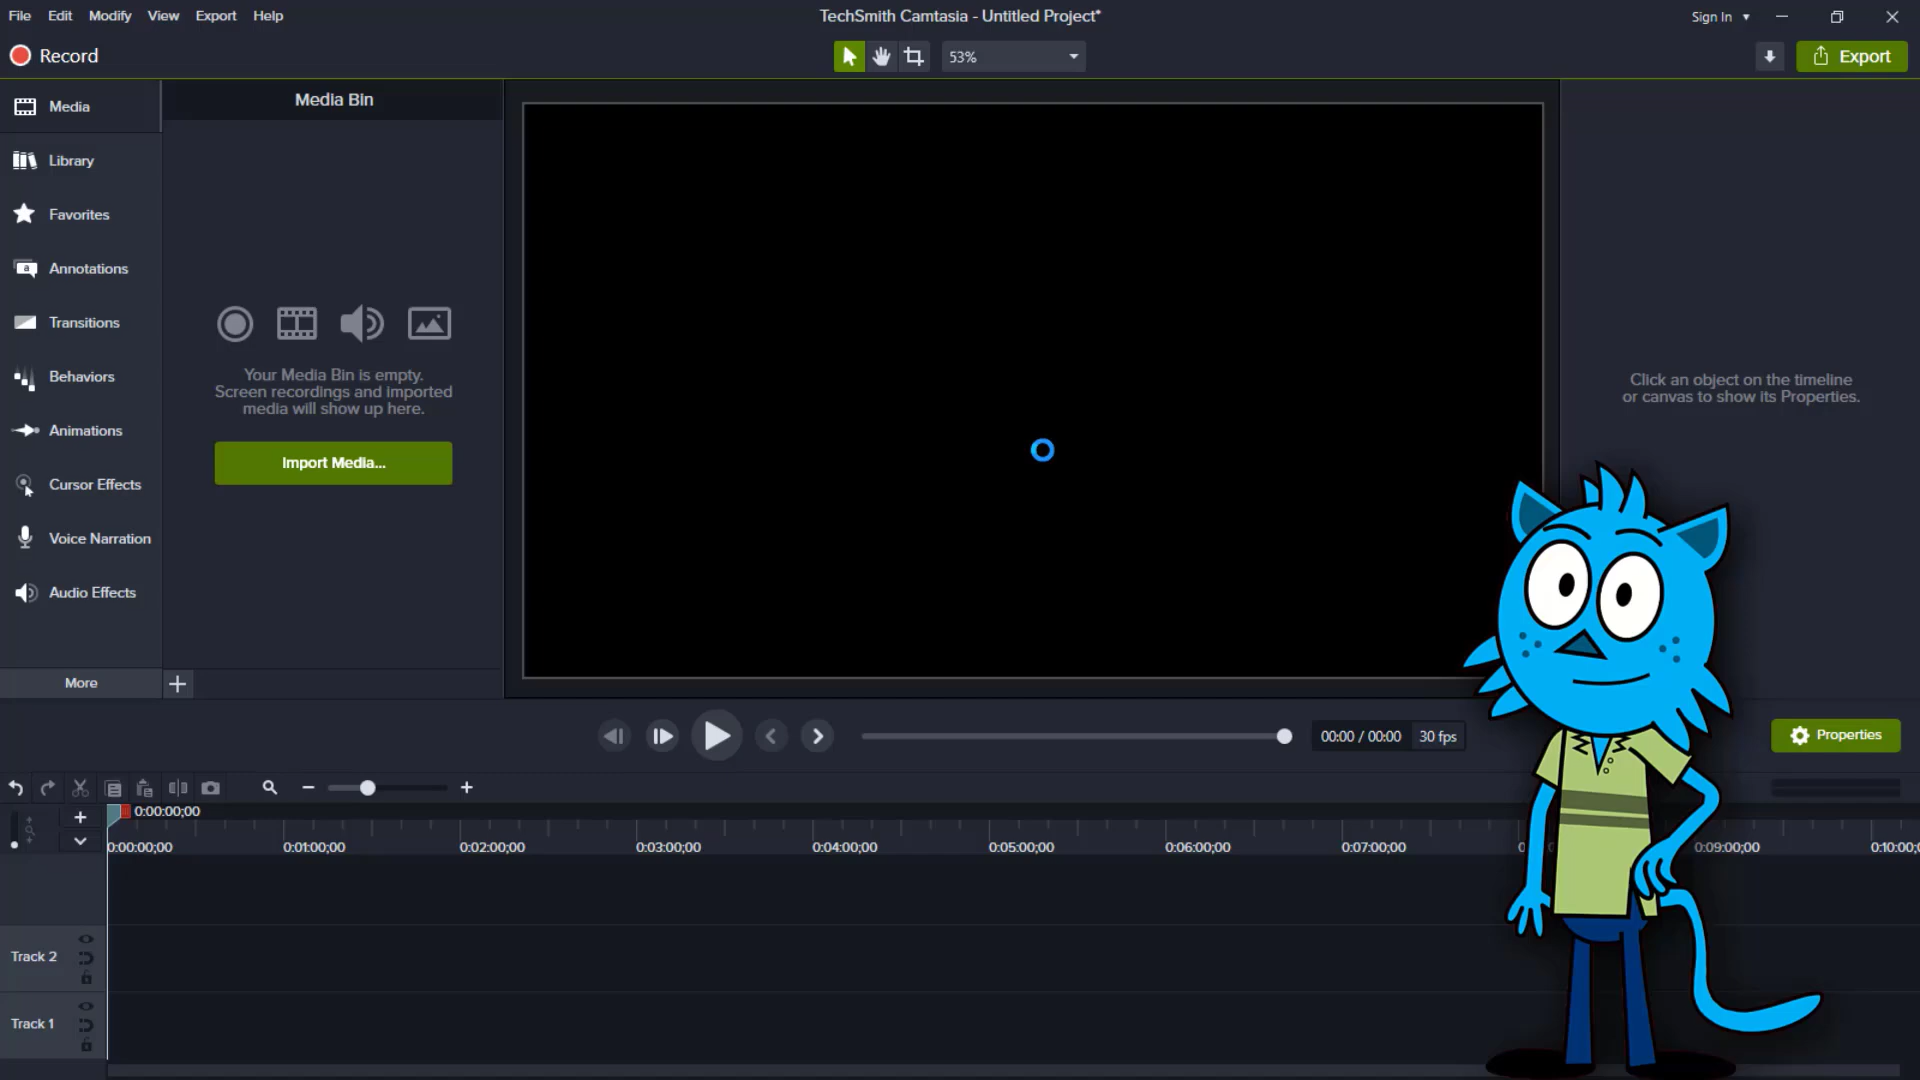 File Edit Modify View Export Help
TechSmith Camtasia - Untitled Project*
Sign In
Record
53%
Export
Media
Library
Favorites
Annotations
Transitions
Behaviors
Animations
Cursor Effects
Voice Narration
Audio Effects
More
Media Bin
Your Media Bin is empty.
Screen recordings and imported
media will show up here.
Import Media...
Click an object on the timeline
or canvas to show its Properties.
00:00 / 00:00 30 fps
Properties
0:00:00;00
0:00:00;00 0:01:00;00 0:02:00;00 0:03:00;00 0:04:00;00 0:05:00;00 0:06:00;00 0:07:00;00 0:09:00;00 0:10:00;
Track 2
Track 1